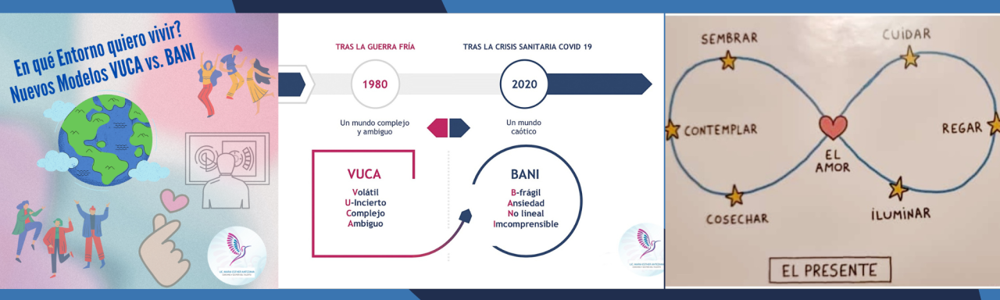 En qué Entorno quiero vivir?
Nuevos Modelos VUCA vs. BANI
TRAS LA GUERRA FRÍA
1980
Un mundo complejo
y ambiguo
VUCA
Volátil
U-Incierto
Complejo
Ambiguo
TRAS LA CRISIS SANITARIA COVID 19
2020
Un mundo
caótico
BANI
B-frágil
Ansiedad
No lineal
Imcomprensible
SEMBRAR
CUIDAR
CONTEMPLAR
REGAR
EL
AMOR
COSECHAR
ILUMINAR
EL PRESENTE